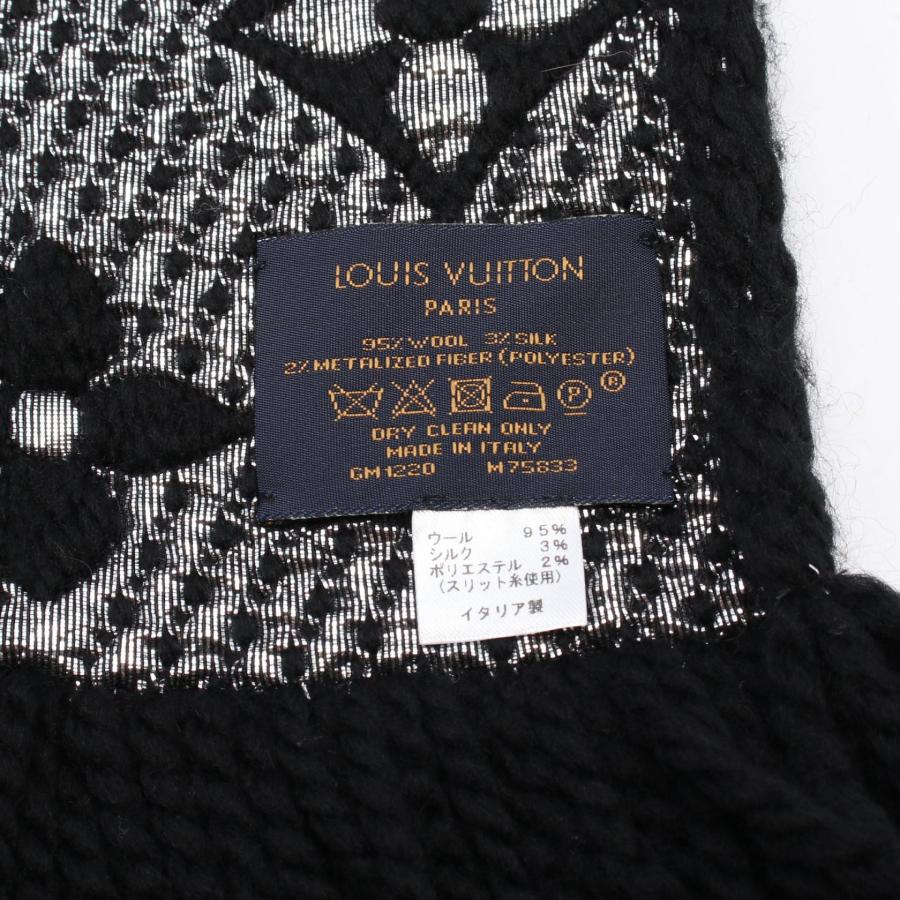 LOUIS VUITTON
PARIS
95% WOOL 3% SILK
2% METALIZED FIBER (POLYESTER)
P ®
DRY CLEAN ONLY
MADE IN ITALY
GM1220 M75833
ウール 95%
シルク 3%
ポリエステル 2%
(スリット糸使用)
イタリア製